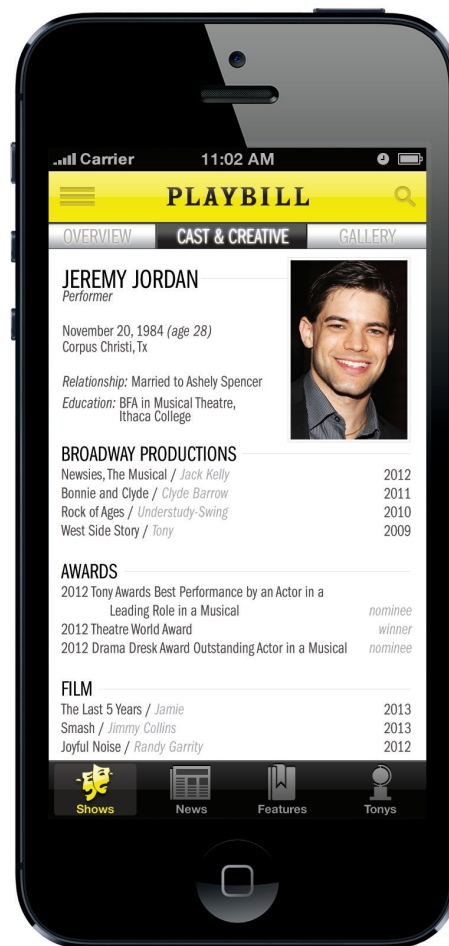 Carrier 11:02 AM
PLAYBILL
OVERVIEW CAST & CREATIVE GALLERY
JEREMY JORDAN
Performer
November 20, 1984 (age 28)
Corpus Christi, Tx
Relationship: Married to Ashely Spencer
Education: BFA in Musical Theatre,
Ithaca College
BROADWAY PRODUCTIONS
Newsies, The Musical / Jack Kelly 2012
Bonnie and Clyde / Clyde Barrow 2011
Rock of Ages / Understudy-Swing 2010
West Side Story / Tony 2009
AWARDS
2012 Tony Awards Best Performance by an Actor in a
Leading Role in a Musical nominee
2012 Theatre World Award winner
2012 Drama Dresk Award Outstanding Actor in a Musical nominee
FILM
The Last 5 Years / Jamie 2013
Smash / Jimmy Collins 2013
Joyful Noise / Randy Garrity 2012
Shows News Features Tonys